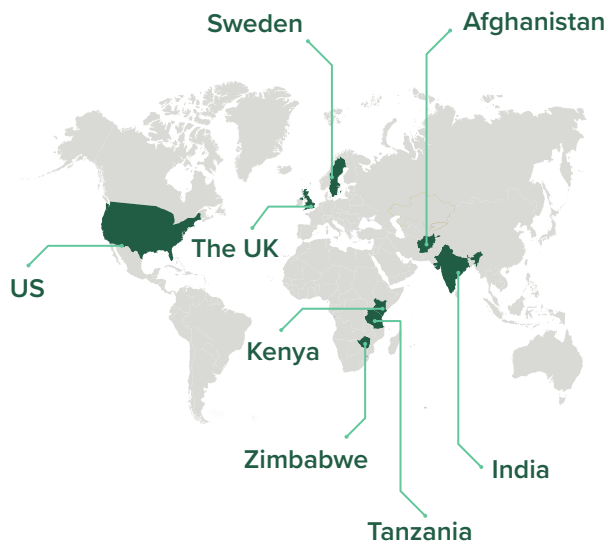 Sweden
Afghanistan
The UK
US
Kenya
Zimbabwe
India
Tanzania